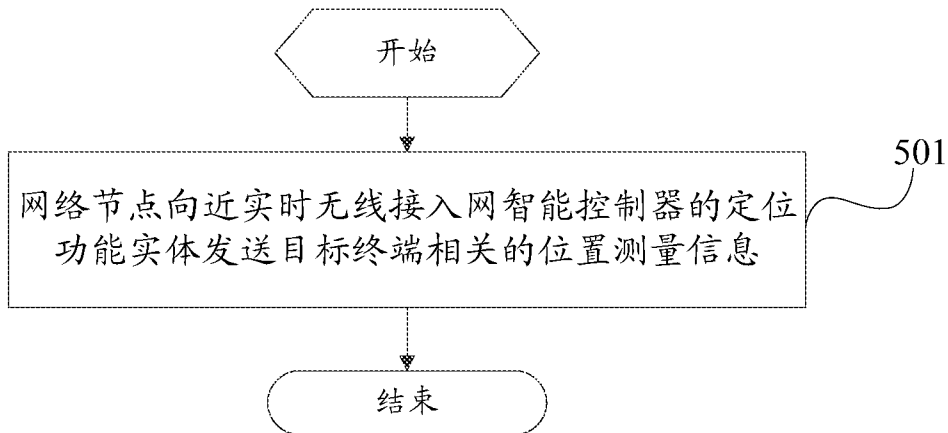 开始
网络节点向近实时无线接入网智能控制器的定位
功能实体发送目标终端相关的位置测量信息
501
结束